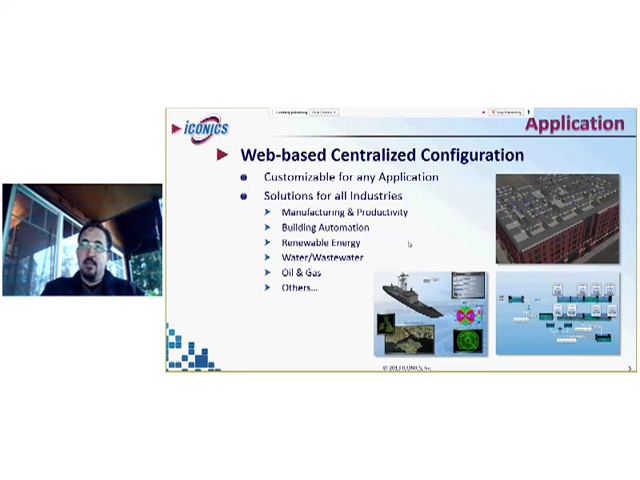 ICONICS
Application
Web-based Centralized Configuration
Customizable for any Application
Solutions for all Industries
Manufacturing & Productivity
Building Automation
Renewable Energy
Water/Wastewater
Oil & Gas
Others...
© 2013 ICONICS, Inc.
5